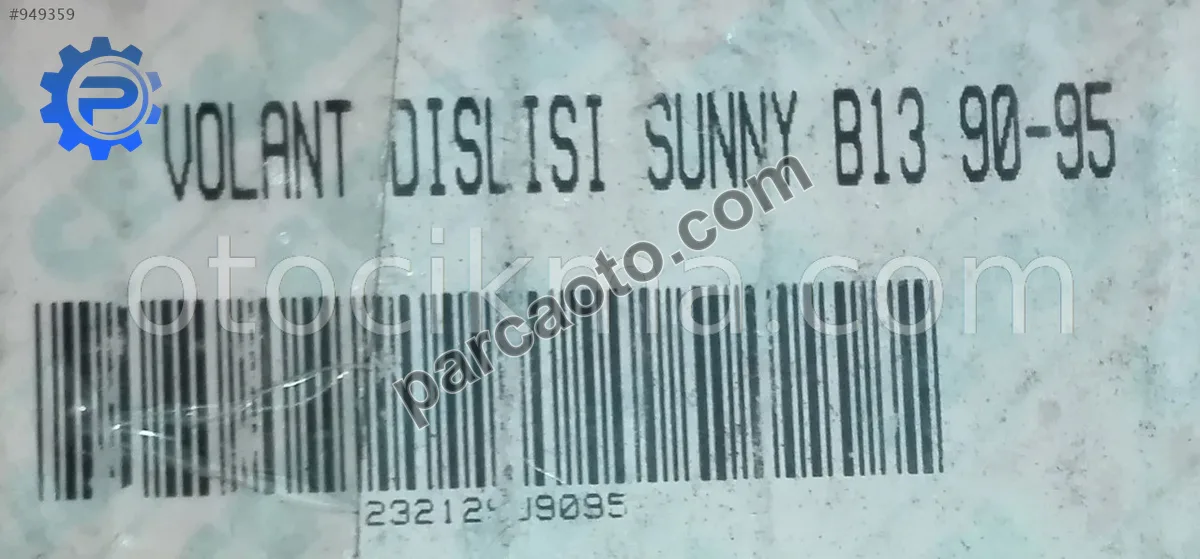 #949359
VOLANT DISLISI SUNNY B13 90-95
parcaoto.com
otocikma.com